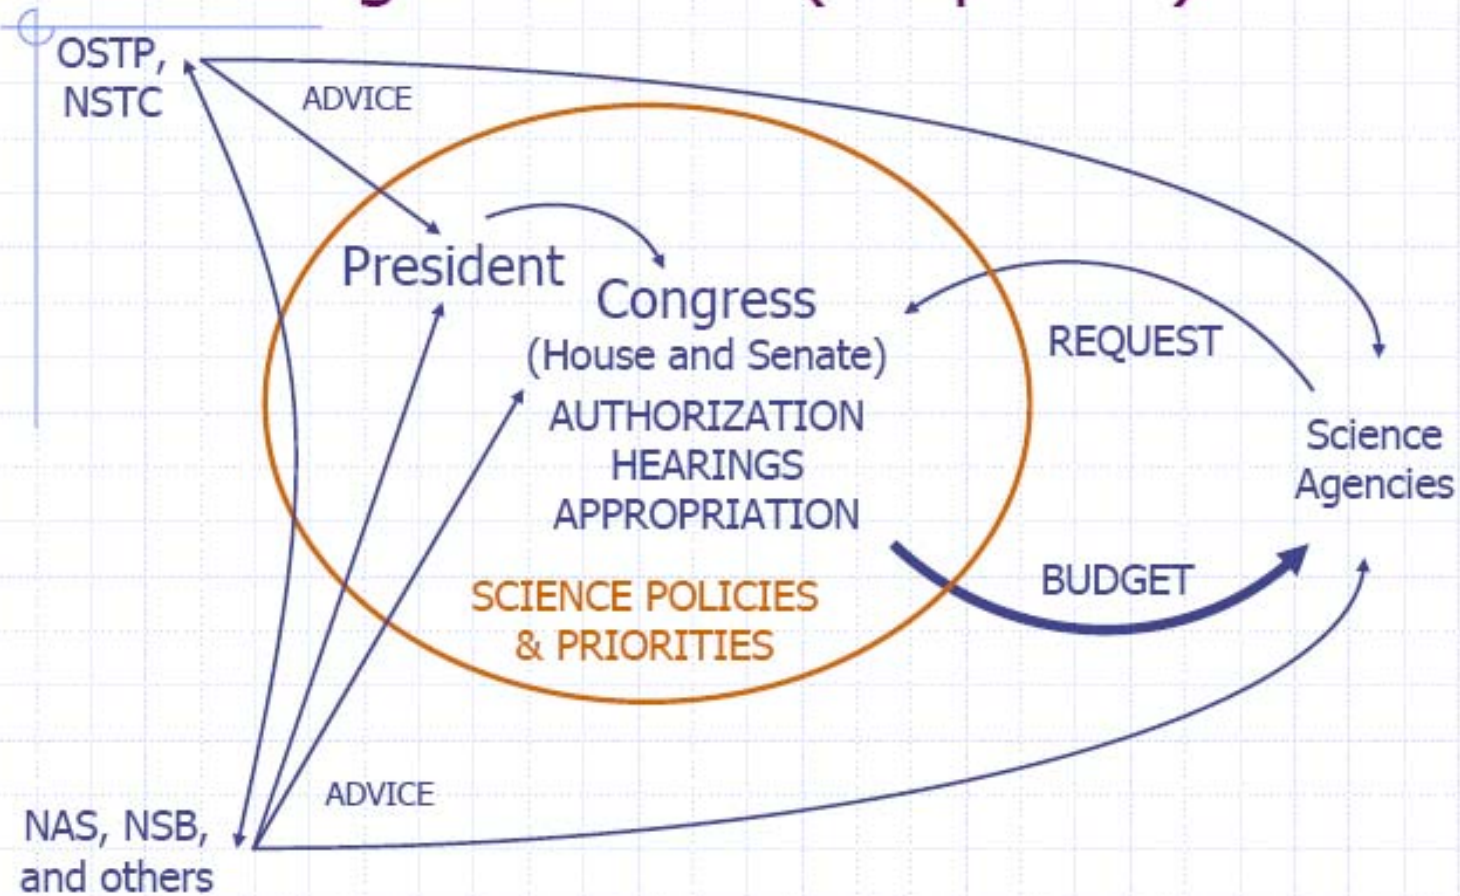 OSTP,
NSTC
ADVICE
President
Congress
(House and Senate)
AUTHORIZATION
HEARINGS
APPROPRIATION
SCIENCE POLICIES
& PRIORITIES
REQUEST
Science
Agencies
BUDGET
ADVICE
NAS, NSB,
and others